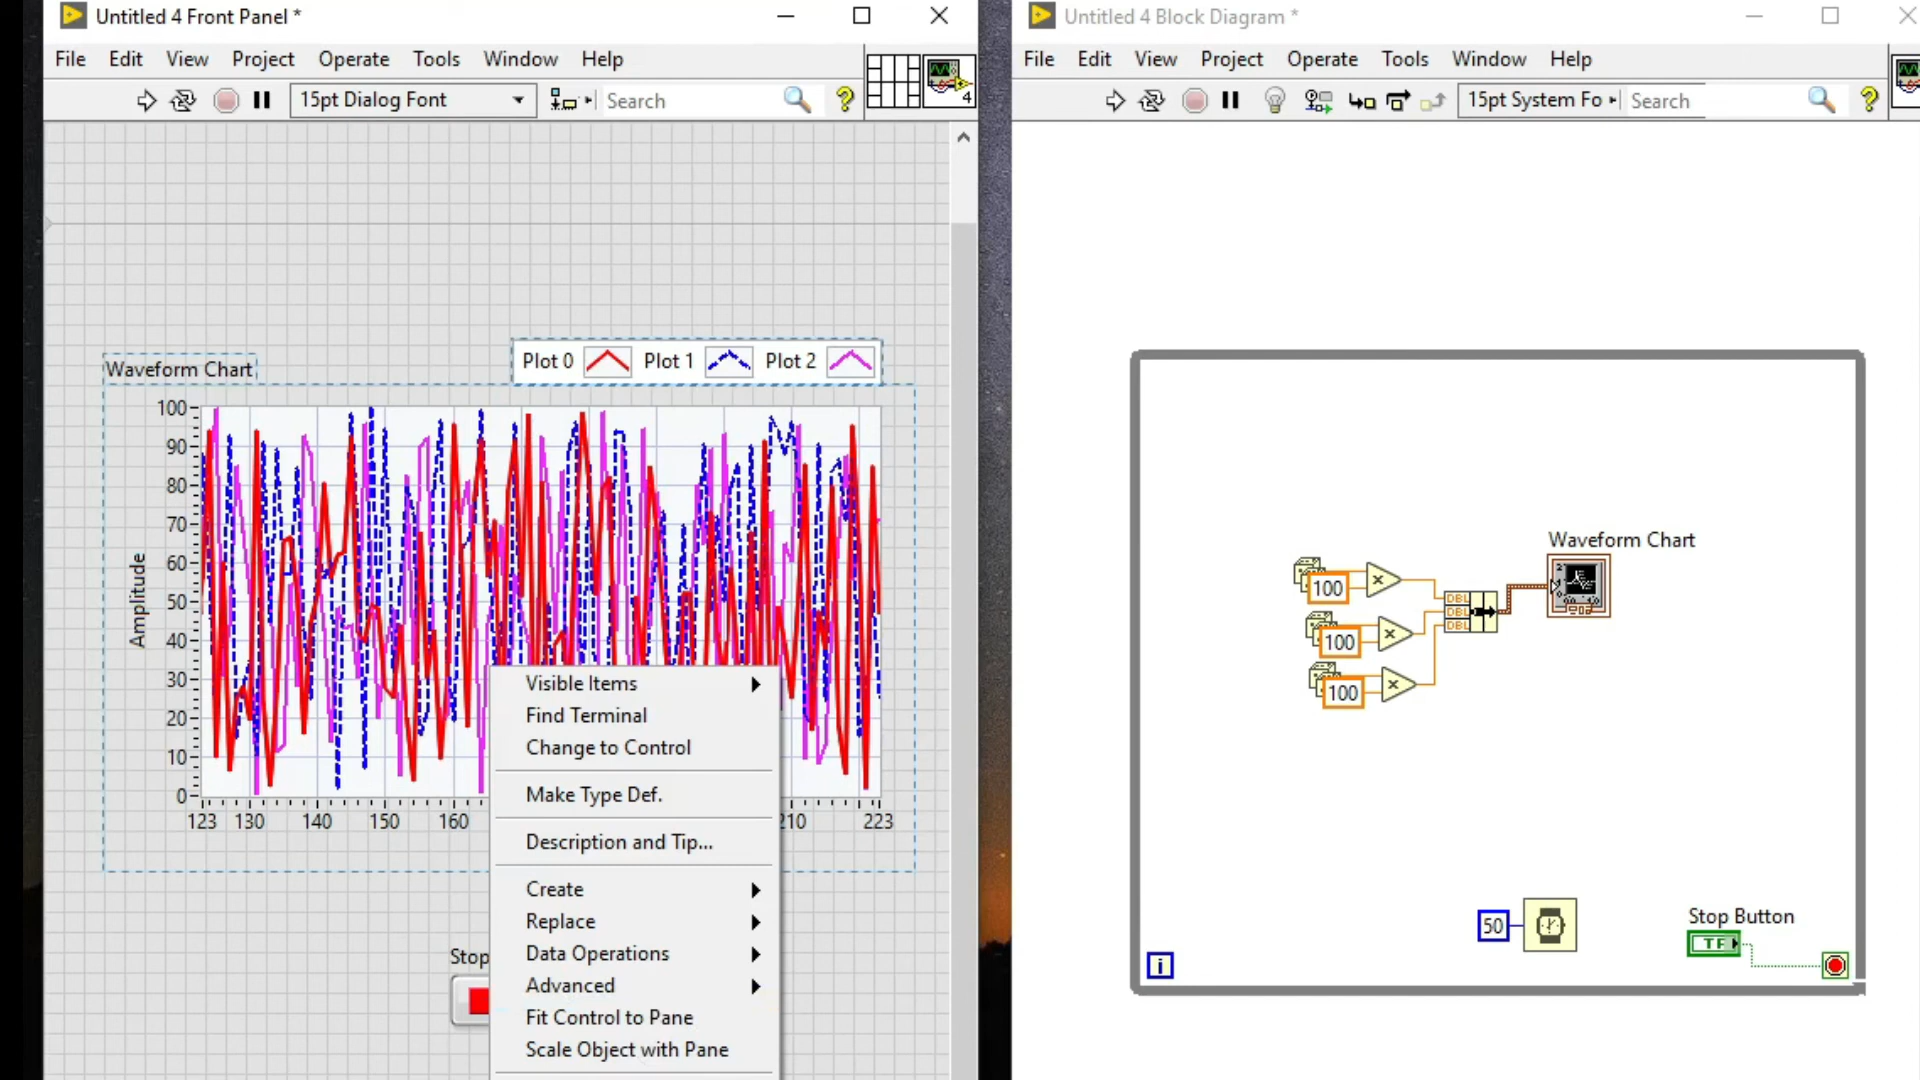 Untitled 4 Front Panel *
File Edit View Project Operate Tools Window Help
15pt Dialog Font
Search
4
Waveform Chart
Plot 0
Plot 1
Plot 2
Amplitude
100
90
80
70
60
50
40
30
20
10
0
123 130 140 150 160 210 223
Visible Items
Find Terminal
Change to Control
Make Type Def.
Description and Tip...
Create
Replace
Data Operations
Advanced
Fit Control to Pane
Scale Object with Pane
Stop
Untitled 4 Block Diagram *
File Edit View Project Operate Tools Window Help
15pt System Fo
Search
Waveform Chart
100
100
100
DBL
DBL
DBL
50
Stop Button
TF
i